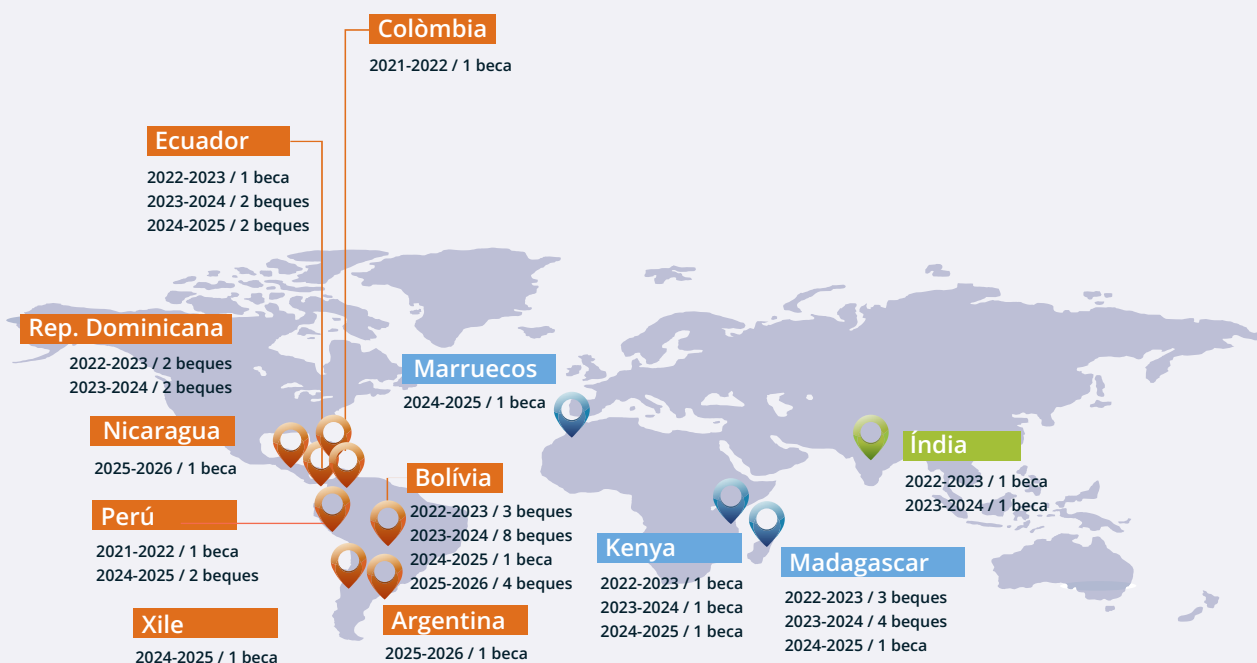 Colòmbia
2021-2022 / 1 beca
Ecuador
2022-2023 / 1 beca
2023-2024 / 2 beques
2024-2025 / 2 beques
Rep. Dominicana
2022-2023 / 2 beques
2023-2024 / 2 beques
Marruecos
2024-2025 / 1 beca
Nicaragua
2025-2026 / 1 beca
Índia
2022-2023 / 1 beca
2023-2024 / 1 beca
Bolívia
2022-2023 / 3 beques
2023-2024 / 8 beques
2024-2025 / 1 beca
2025-2026 / 4 beques
Perú
2021-2022 / 1 beca
2024-2025 / 2 beques
Kenya
2022-2023 / 1 beca
2023-2024 / 1 beca
2024-2025 / 1 beca
Madagascar
2022-2023 / 3 beques
2023-2024 / 4 beques
2024-2025 / 1 beca
Xile
2024-2025 / 1 beca
Argentina
2025-2026 / 1 beca